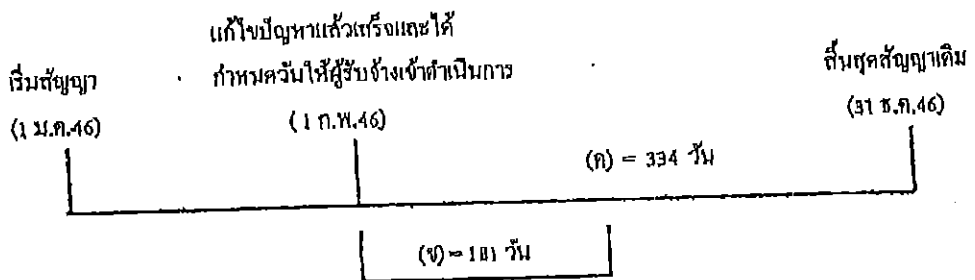 แก้ไขปัญหาแล้วเสร็จและได้
เริ่มสัญญา กำหนดวันให้ผู้รับจ้างเข้าดำเนินการ สิ้นสุดสัญญาเดิม
(1 ม.ค.46) (1 ก.พ.46) (31 ธ.ค.46)
(ค) = 334 วัน
(ข) = 181 วัน